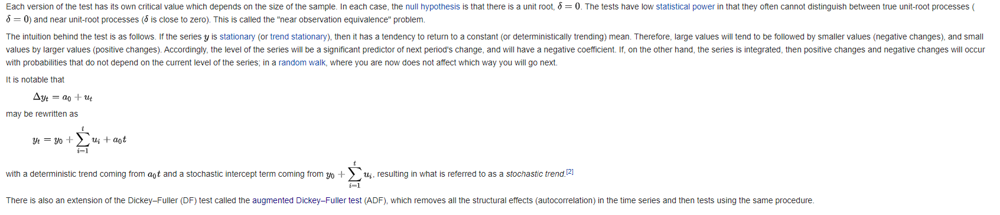 Each version of the test has its own critical value which depends on the size of the sample. In each case, the null hypothesis is that there is a unit root, δ = 0. The tests have low statistical power in that they often cannot distinguish between true unit-root processes (
δ = 0) and near unit-root processes (δ is close to zero). This is called the "near observation equivalence" problem.
The intuition behind the test is as follows. If the series y is stationary (or trend stationary), then it has a tendency to return to a constant (or deterministically trending) mean. Therefore, large values will tend to be followed by smaller values (negative changes), and small
values by larger values (positive changes). Accordingly, the level of the series will be a significant predictor of next period's change, and will have a negative coefficient. If, on the other hand, the series is integrated, then positive changes and negative changes will occur
with probabilities that do not depend on the current level of the series; in a random walk, where you are now does not affect which way you will go next.
It is notable that
Δy_t = a_0 + u_t
may be rewritten as
y_t = y_0 + ∑_{i=1}^{t} u_i + a_0 t
with a deterministic trend coming from a_0 t and a stochastic intercept term coming from y_0 + ∑_{i=1}^{t} u_i, resulting in what is referred to as a stochastic trend.[2]
There is also an extension of the Dickey–Fuller (DF) test called the augmented Dickey–Fuller test (ADF), which removes all the structural effects (autocorrelation) in the time series and then tests using the same procedure.